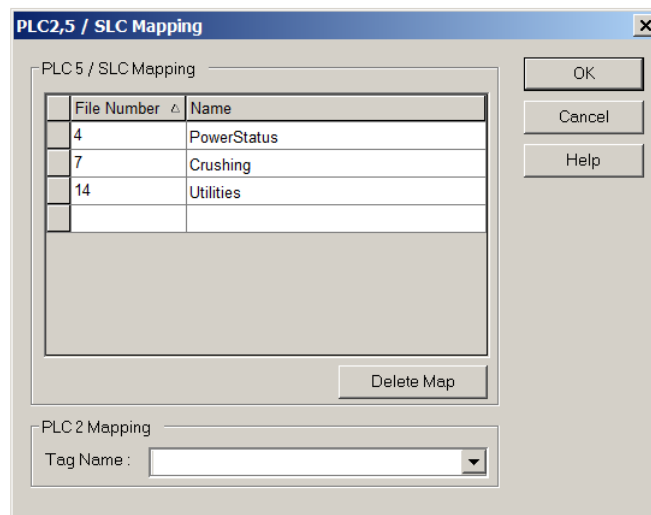 PLC2,5 / SLC Mapping
PLC 5 / SLC Mapping
File Number Name
4 PowerStatus
7 Crushing
14 Utilities
Delete Map
PLC 2 Mapping
Tag Name :
OK
Cancel
Help